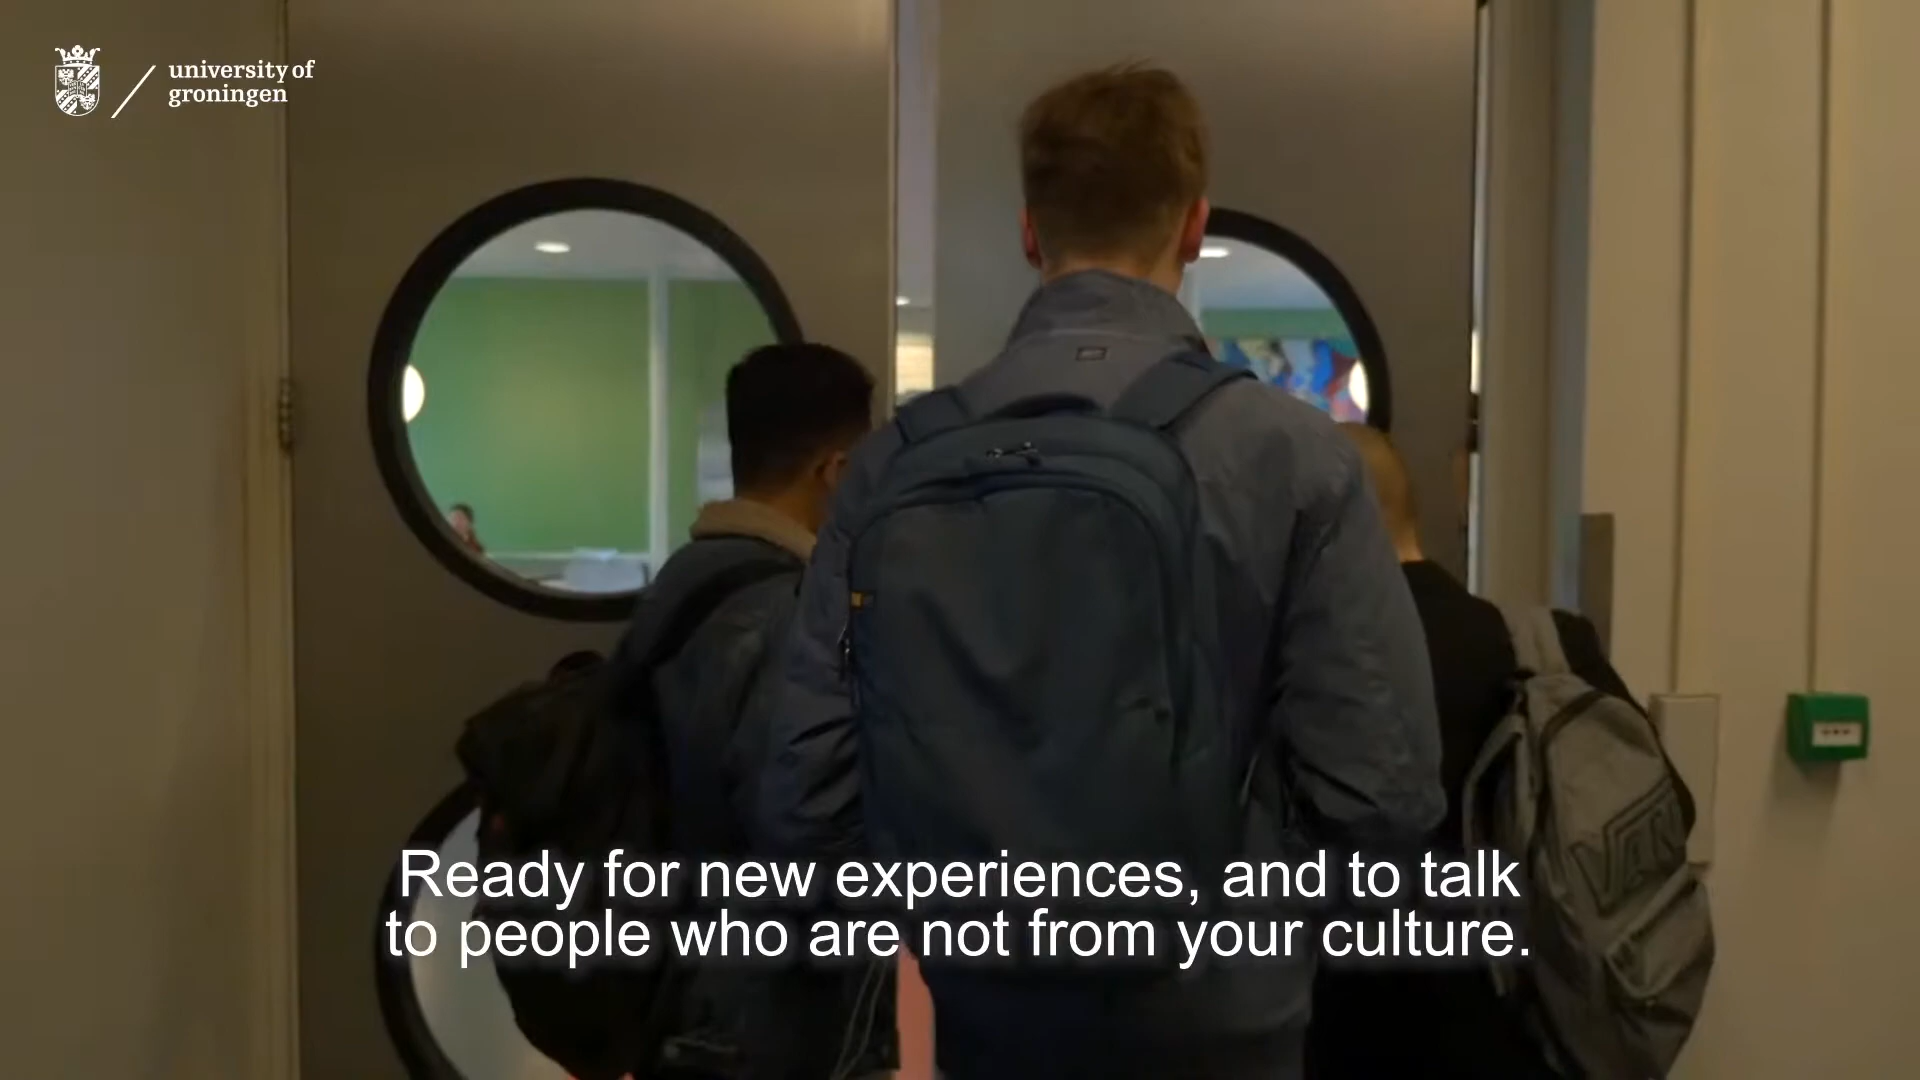 university of
groningen
Ready for new experiences, and to talk
to people who are not from your culture.